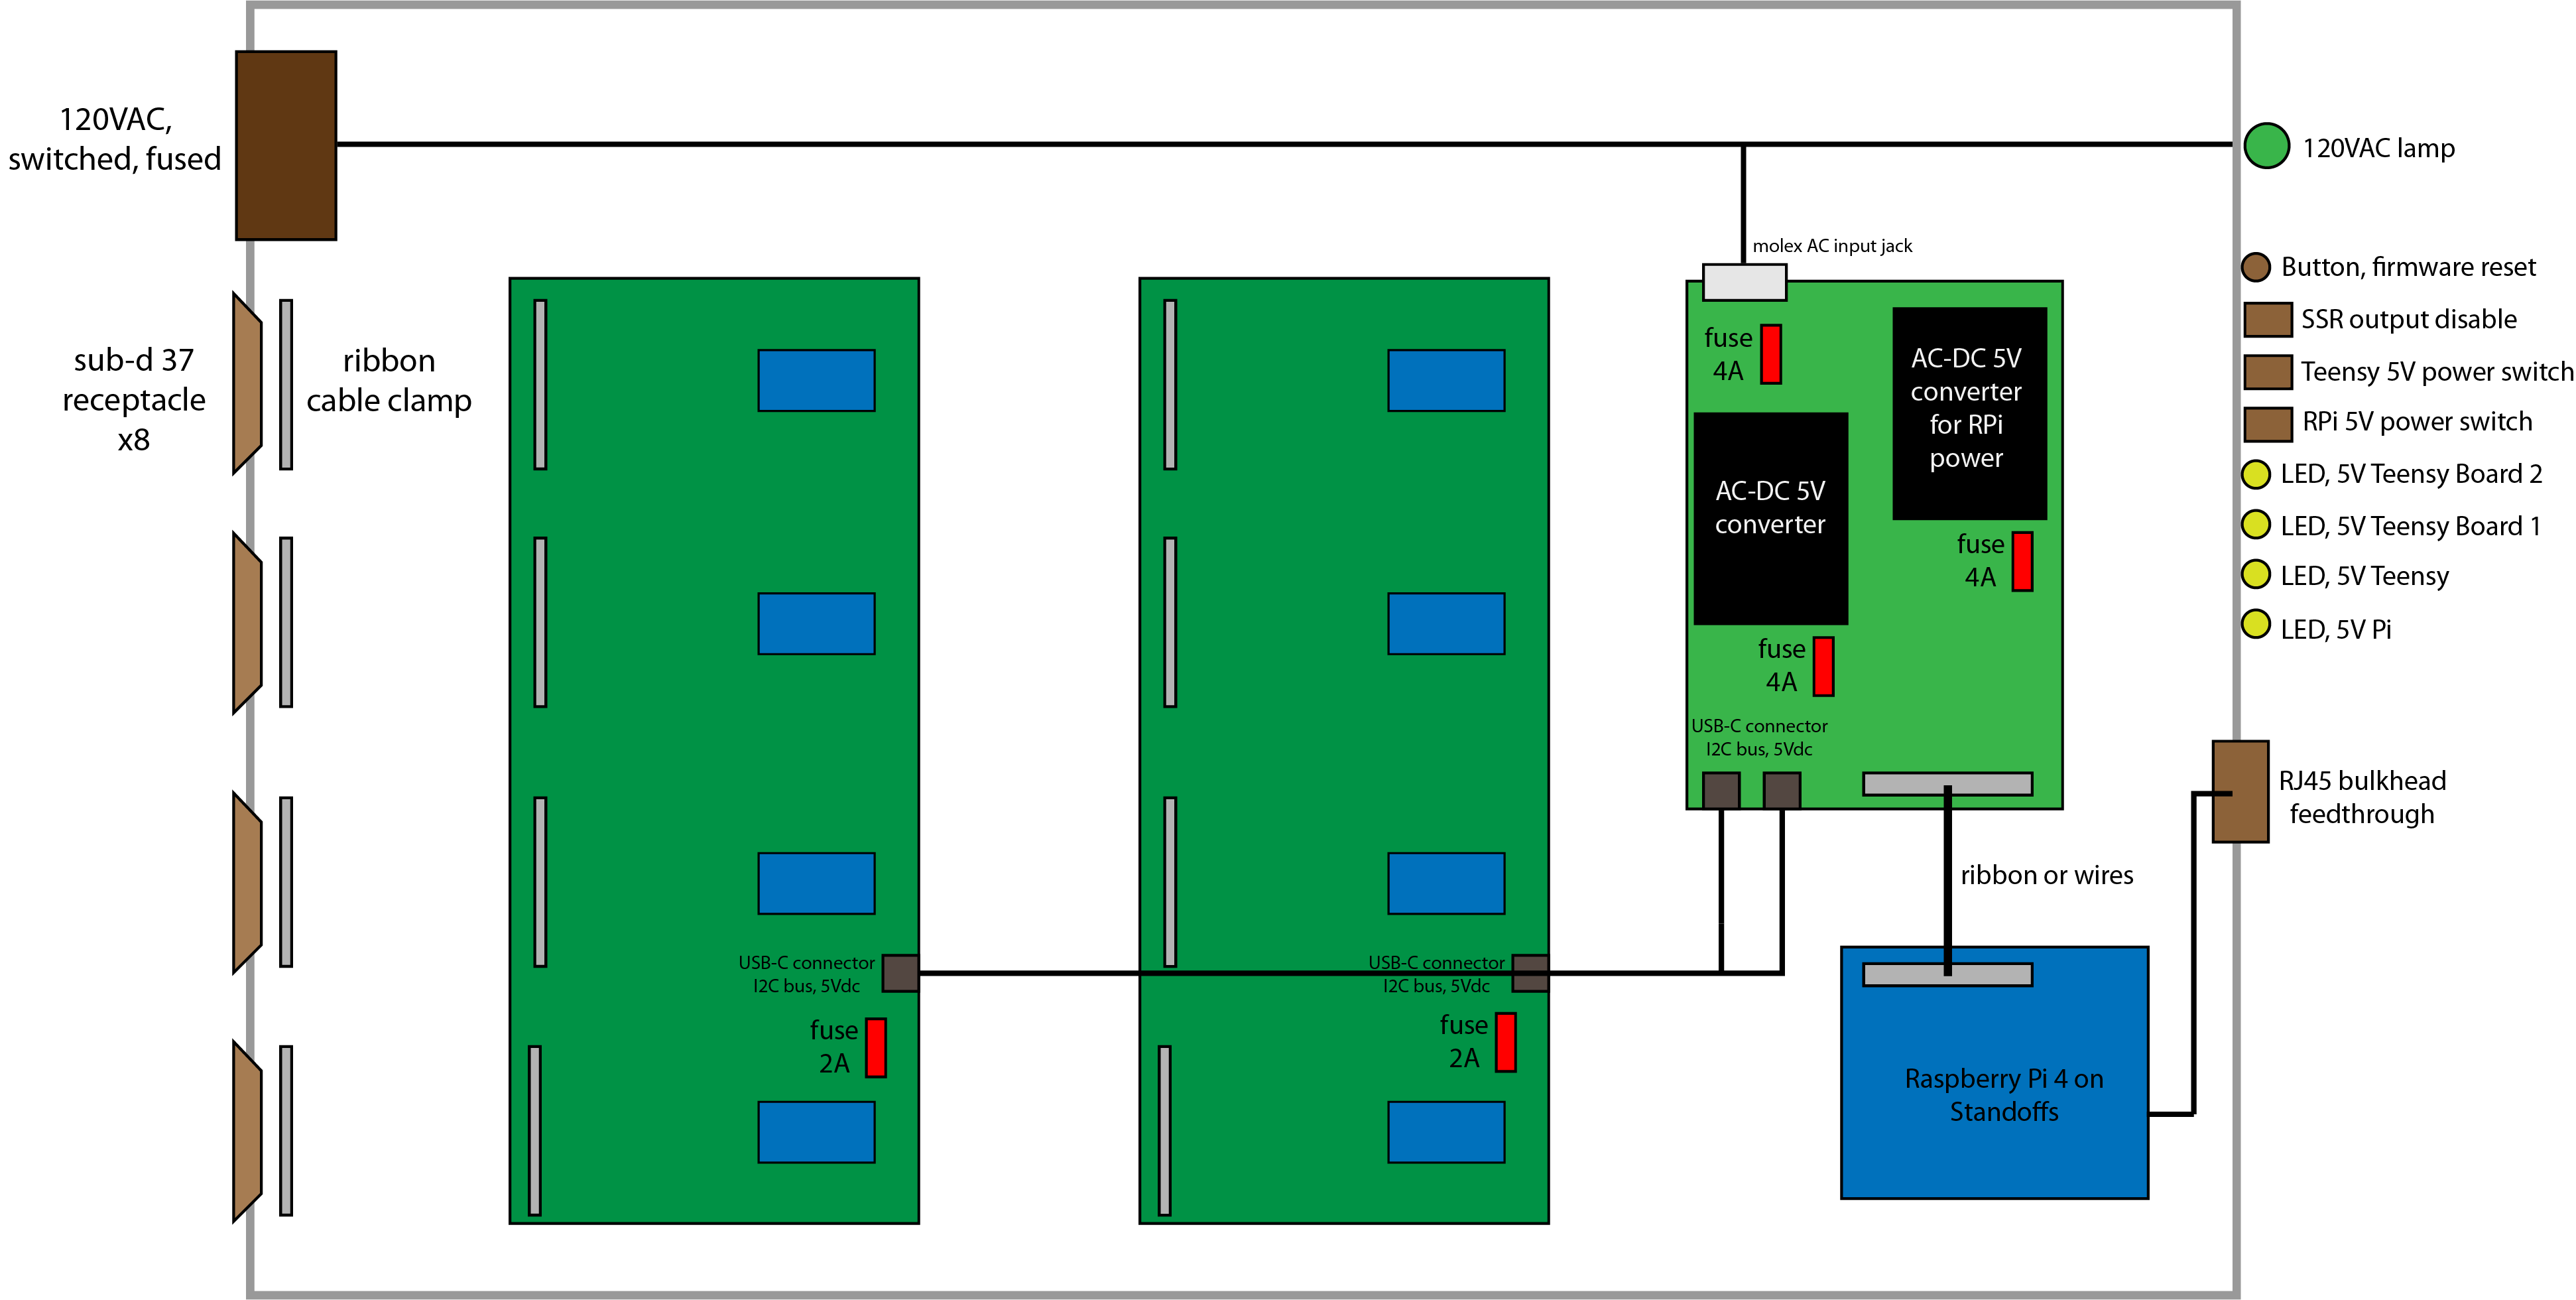 120VAC,
switched, fused
120VAC lamp
molex AC input jack
Button, firmware reset
SSR output disable
Teensy 5V power switch
RPi 5V power switch
LED, 5V Teensy Board 2
LED, 5V Teensy Board 1
LED, 5V Teensy
LED, 5V Pi
sub-d 37
receptacle
x8
ribbon
cable clamp
fuse
4A
AC-DC 5V
converter
for RPi
power
AC-DC 5V
converter
fuse
4A
fuse
4A
USB-C connector
I2C bus, 5Vdc
RJ45 bulkhead
feedthrough
ribbon or wires
USB-C connector
I2C bus, 5Vdc
fuse
2A
USB-C connector
I2C bus, 5Vdc
fuse
2A
Raspberry Pi 4 on
Standoffs